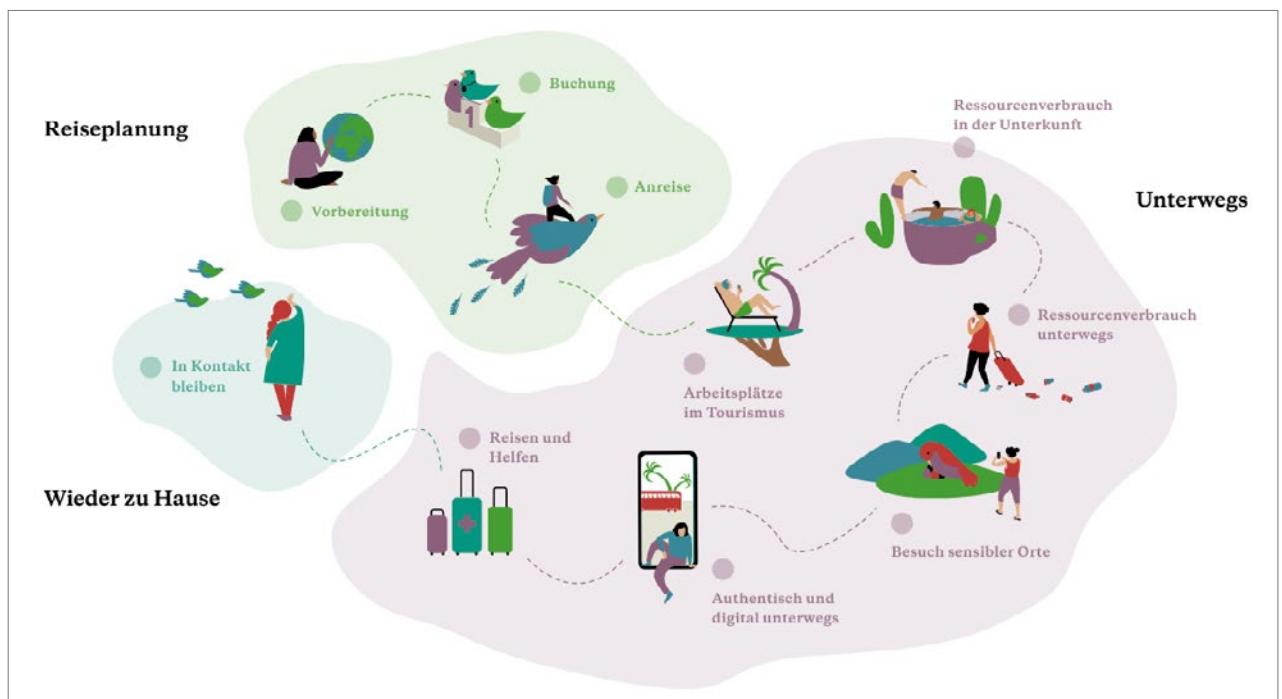 Reiseplanung
Buchung
1
Vorbereitung
Anreise
Ressourcenverbrauch
in der Unterkunft
Unterwegs
Ressourcenverbrauch
unterwegs
Arbeitsplätze
im Tourismus
Besuch sensibler Orte
Authentisch und
digital unterwegs
Reisen und
Helfen
In Kontakt
bleiben
Wieder zu Hause